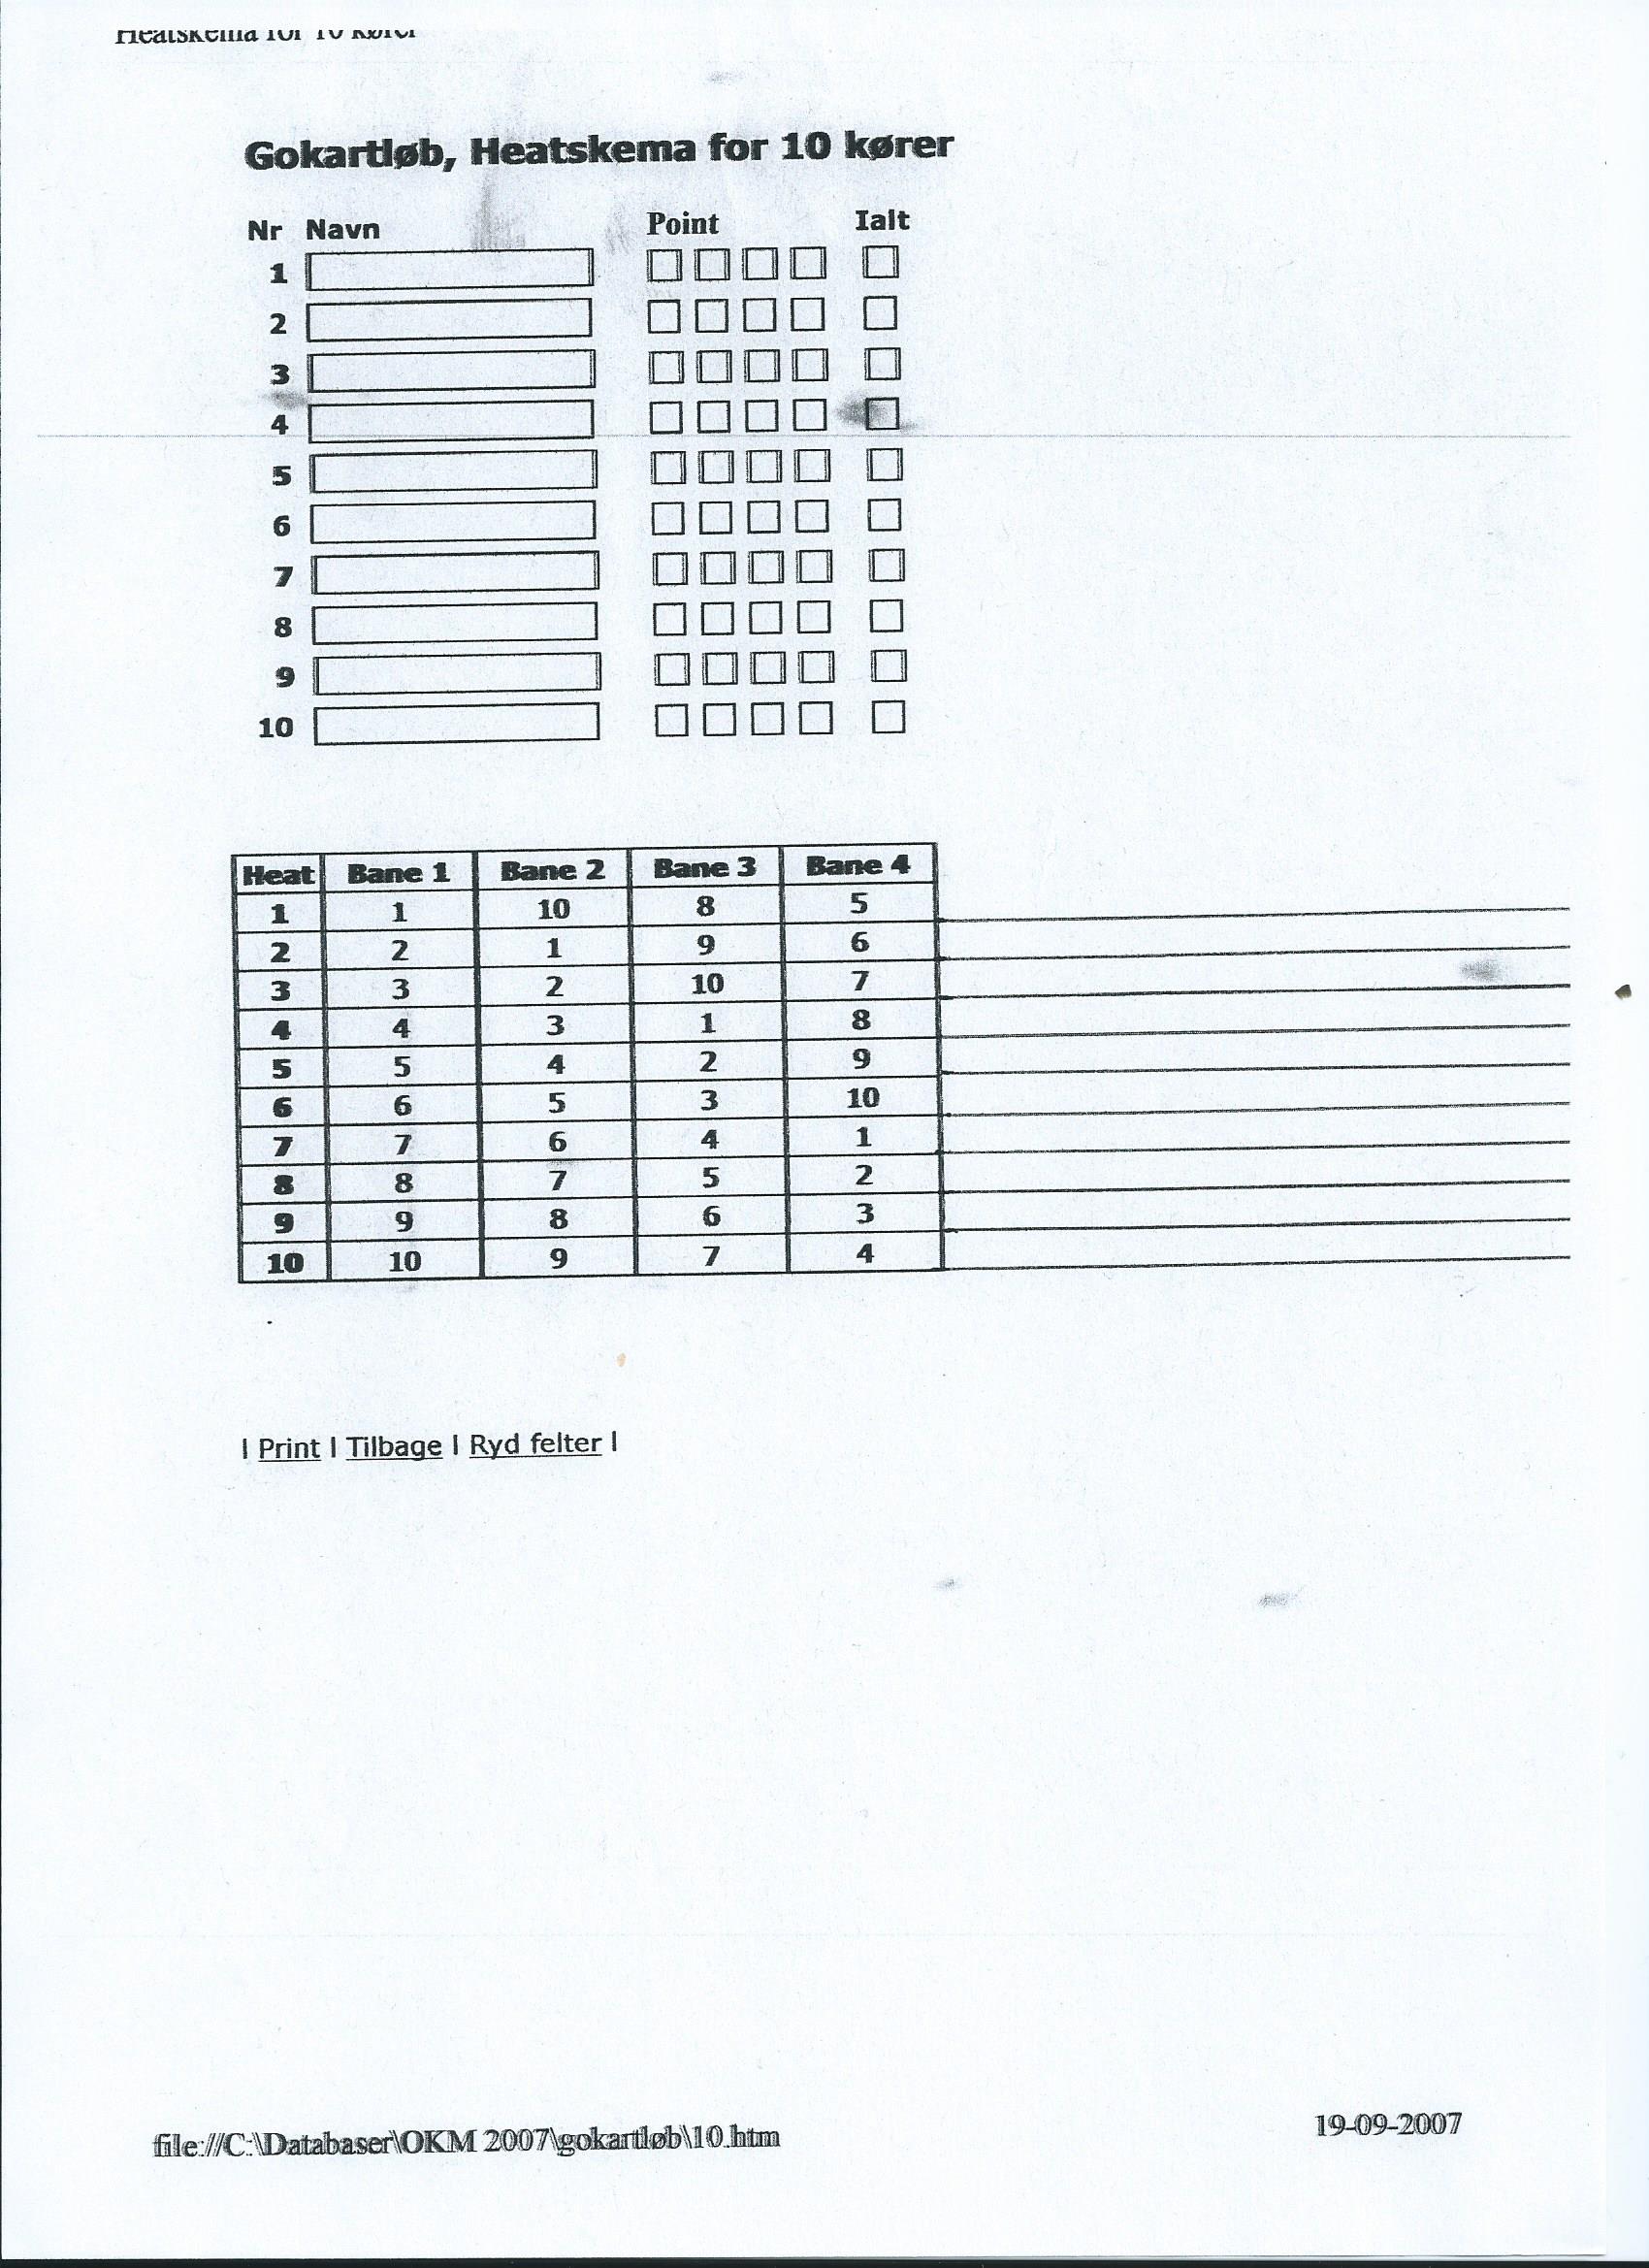 Heatskema for 10 kører
Gokartløb, Heatskema for 10 kører
Nr Navn Point Ialt
1
2
3
4
5
6
7
8
9
10
Heat Bane 1 Bane 2 Bane 3 Bane 4
1 1 10 8 5
2 2 1 9 6
3 3 2 10 7
4 4 3 1 8
5 5 4 2 9
6 6 5 3 10
7 7 6 4 1
8 8 7 5 2
9 9 8 6 3
10 10 9 7 4
| Print | Tilbage | Ryd felter |
file://C:\Databaser\OKM 2007\gokartløb\10.htm 19-09-2007